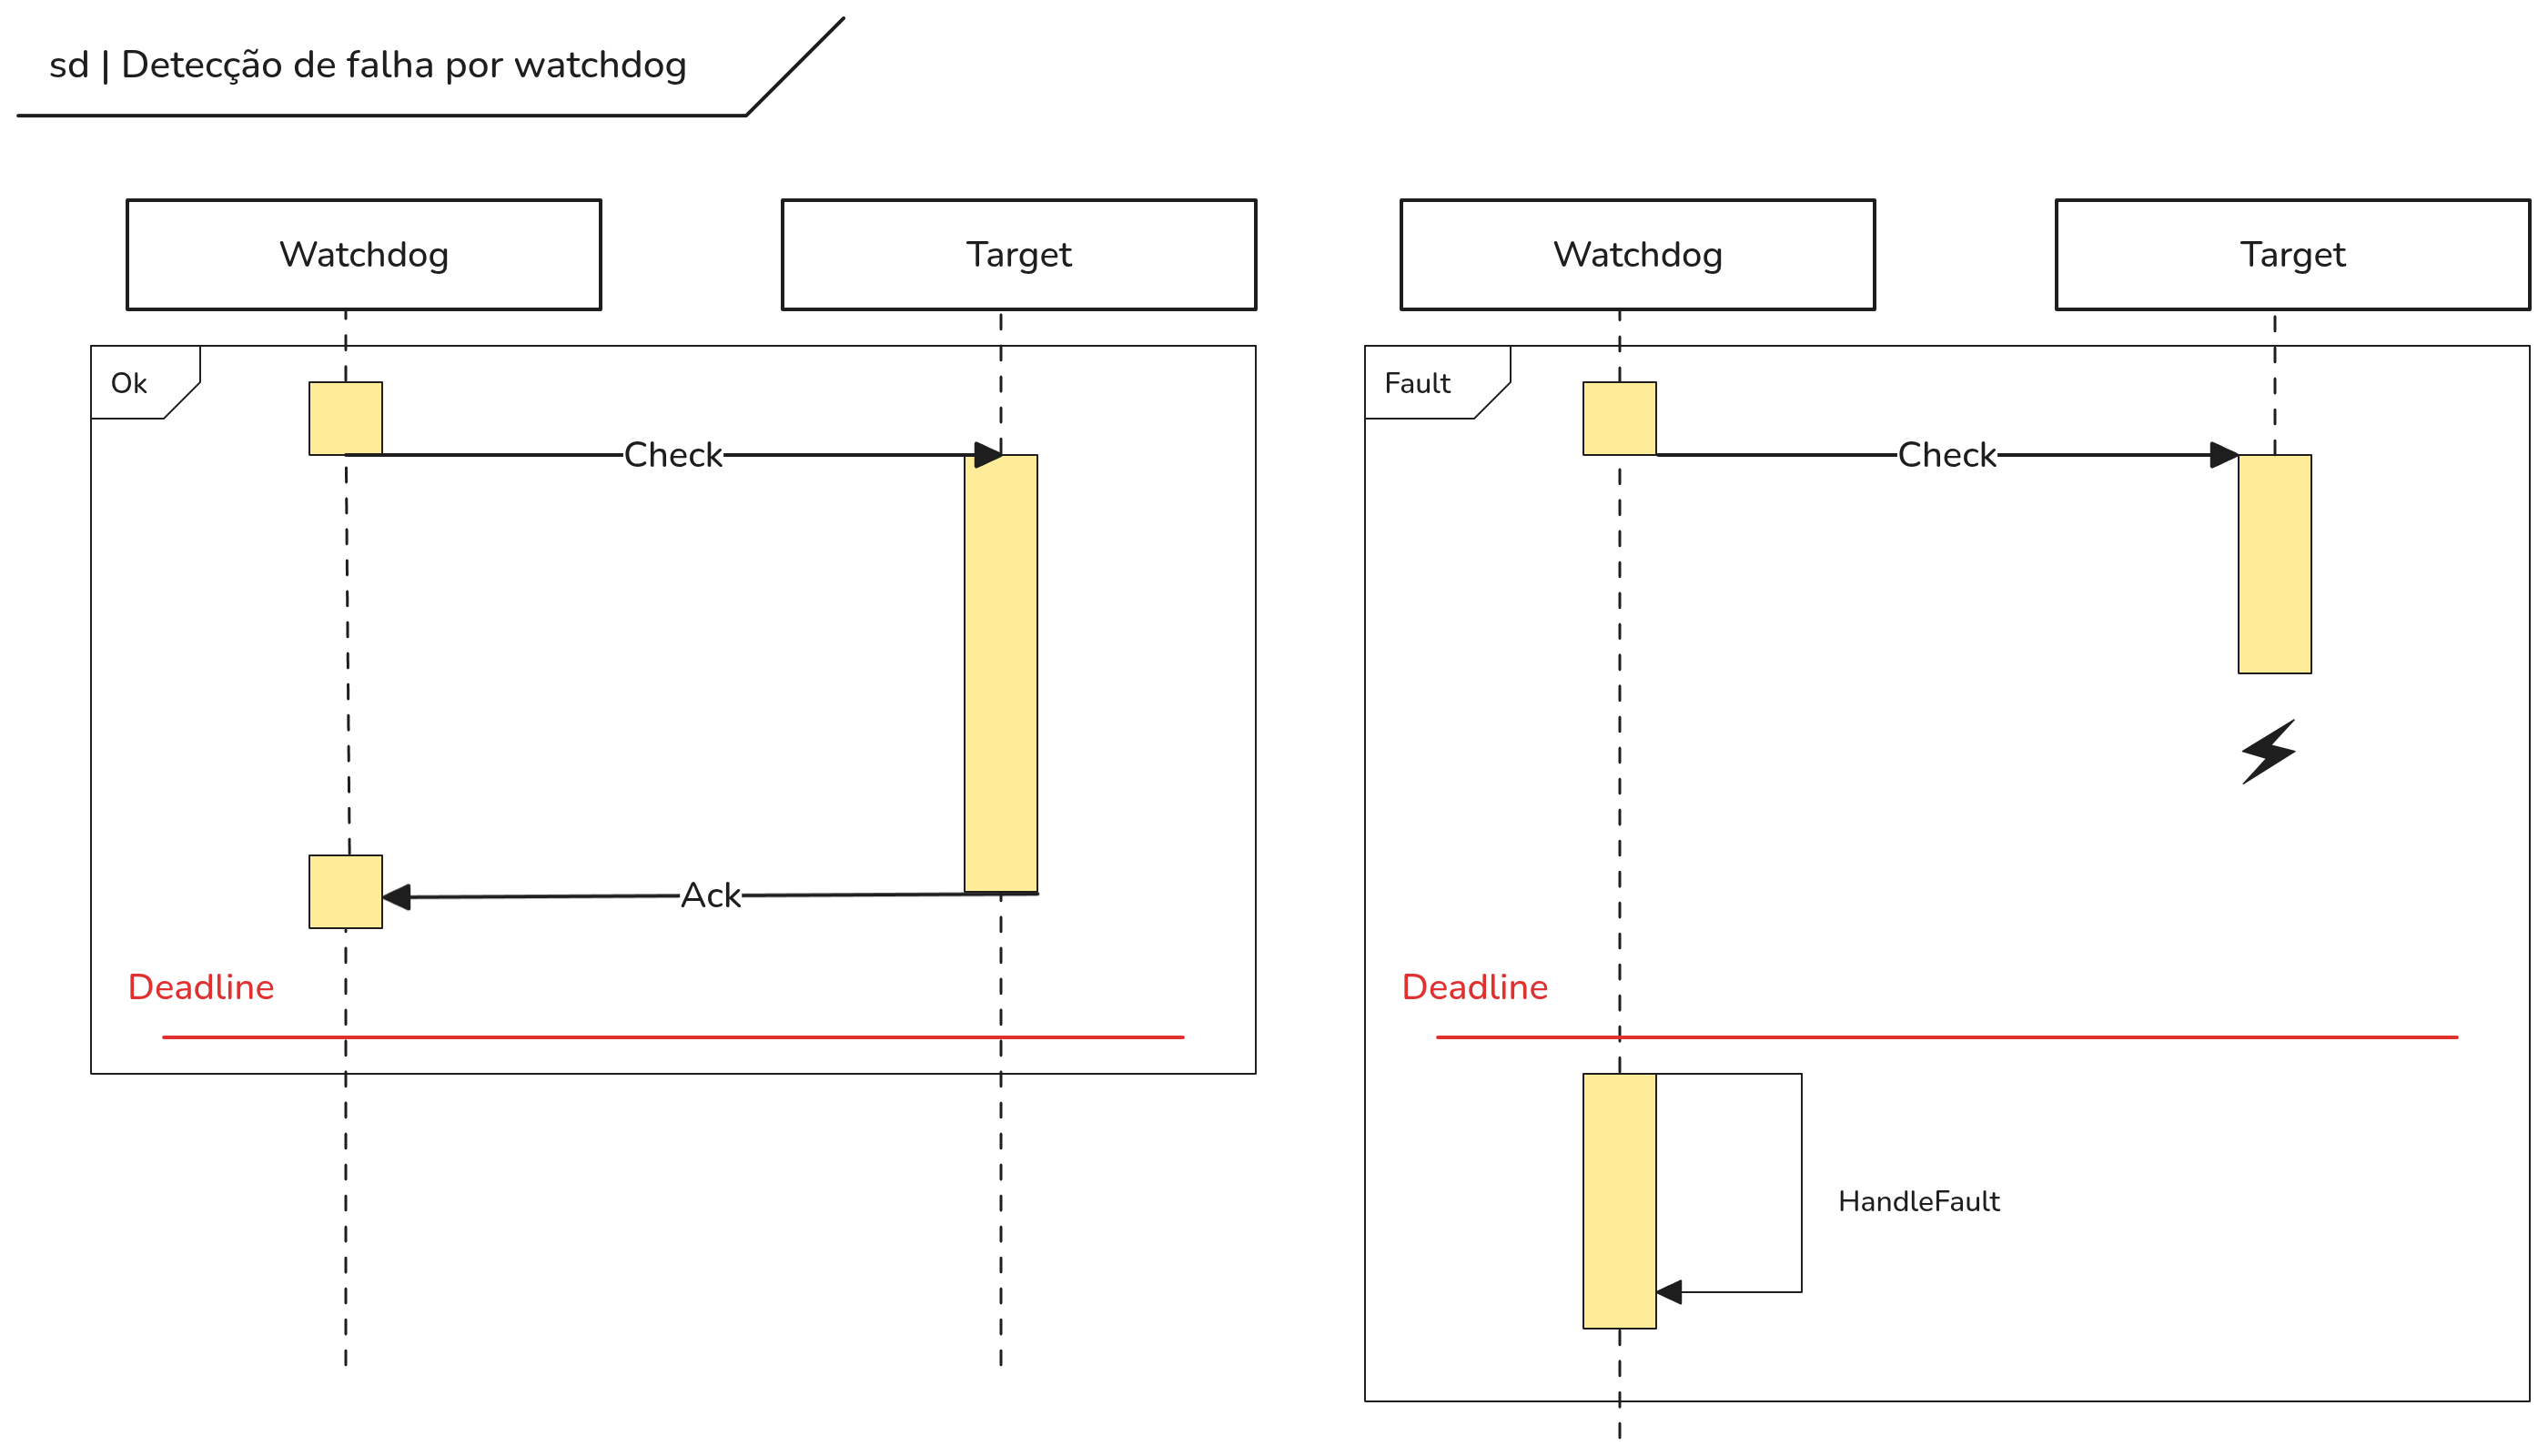 sd | Detecção de falha por watchdog
Watchdog
Target
Ok
Check
Ack
Deadline
Watchdog
Target
Fault
Check
Deadline
HandleFault